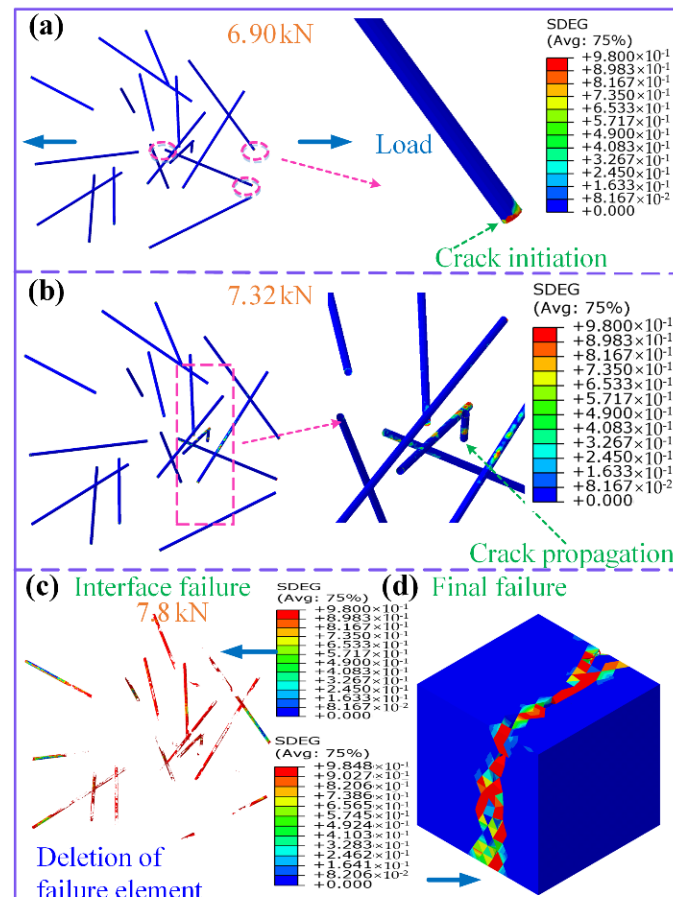 (a)
6.90 kN
Load
Crack initiation
SDEG
(Avg: 75%)
+9.800×10⁻¹
+8.983×10⁻¹
+8.167×10⁻¹
+7.350×10⁻¹
+6.533×10⁻¹
+5.717×10⁻¹
+4.900×10⁻¹
+4.083×10⁻¹
+3.267×10⁻¹
+2.450×10⁻¹
+1.633×10⁻¹
+8.167×10⁻²
+0.000
(b)
7.32 kN
Crack propagation
SDEG
(Avg: 75%)
+9.800×10⁻¹
+8.983×10⁻¹
+8.167×10⁻¹
+7.350×10⁻¹
+6.533×10⁻¹
+5.717×10⁻¹
+4.900×10⁻¹
+4.083×10⁻¹
+3.267×10⁻¹
+2.450×10⁻¹
+1.633×10⁻¹
+8.167×10⁻²
+0.000
(c)
Interface failure
7.8 kN
SDEG
(Avg: 75%)
+9.800×10⁻¹
+8.983×10⁻¹
+8.167×10⁻¹
+7.350×10⁻¹
+6.533×10⁻¹
+5.717×10⁻¹
+4.900×10⁻¹
+4.083×10⁻¹
+3.267×10⁻¹
+2.450×10⁻¹
+1.633×10⁻¹
+8.167×10⁻²
+0.000
Deletion of
failure element
(d)
Final failure
SDEG
(Avg: 75%)
+9.848×10⁻¹
+9.027×10⁻¹
+8.206×10⁻¹
+7.386×10⁻¹
+6.565×10⁻¹
+5.745×10⁻¹
+4.924×10⁻¹
+4.103×10⁻¹
+3.283×10⁻¹
+2.462×10⁻¹
+1.641×10⁻¹
+8.206×10⁻²
+0.000